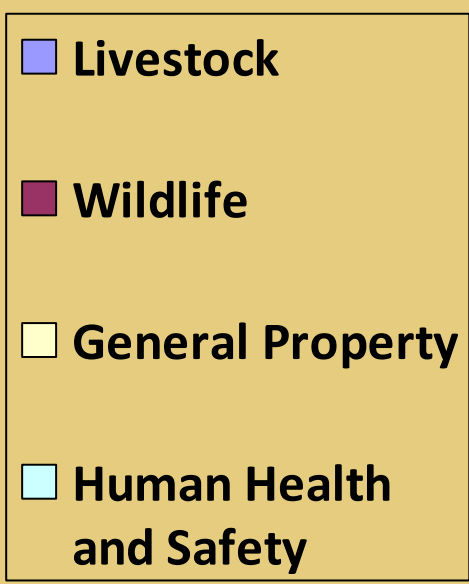 Livestock
Wildlife
General Property
Human Health
and Safety